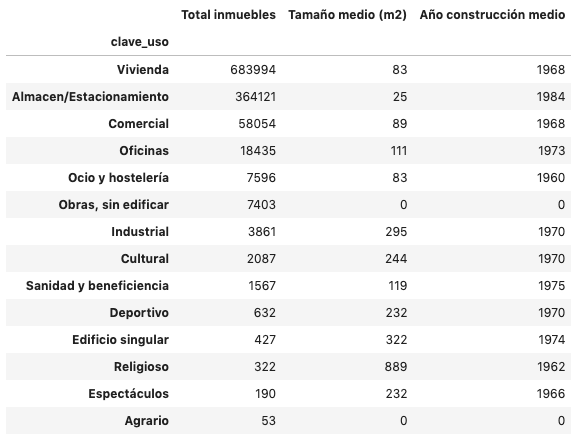 Total inmuebles Tamaño medio (m2) Año construcción medio
clave_uso
Vivienda 683994 83 1968
Almacen/Estacionamiento 364121 25 1984
Comercial 58054 89 1968
Oficinas 18435 111 1973
Ocio y hostelería 7596 83 1960
Obras, sin edificar 7403 0 0
Industrial 3861 295 1970
Cultural 2087 244 1970
Sanidad y beneficiencia 1567 119 1975
Deportivo 632 232 1970
Edificio singular 427 322 1974
Religioso 322 889 1962
Espectáculos 190 232 1966
Agrario 53 0 0